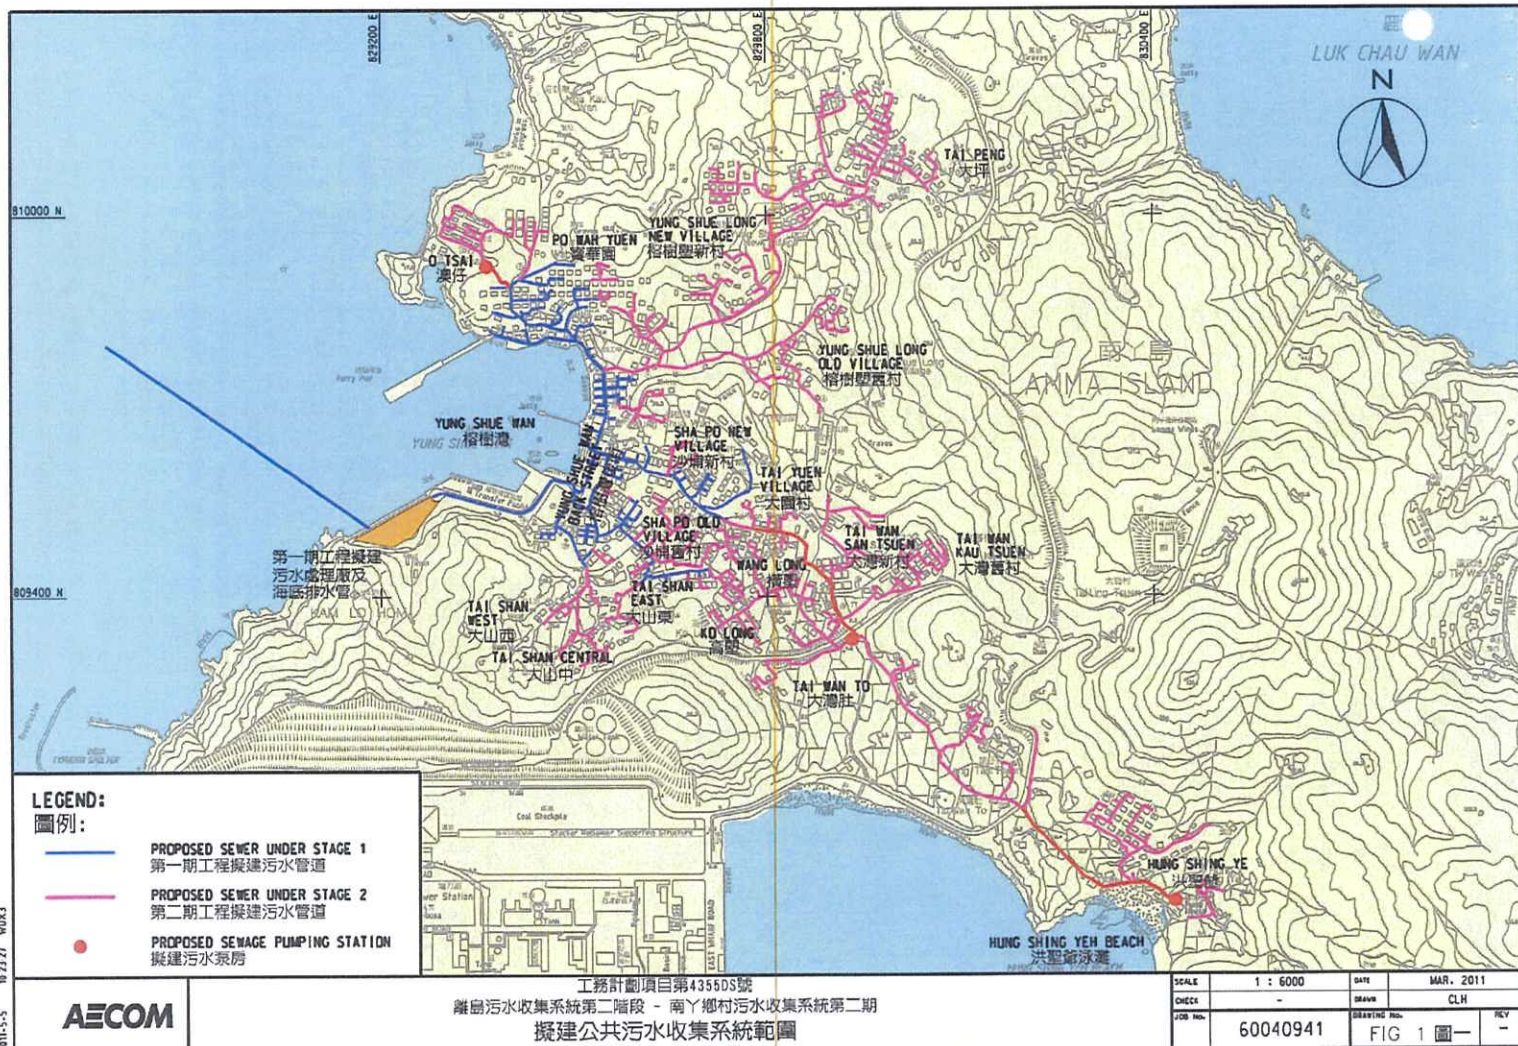 829200 E
829800 E
830400 E
LUK CHAU WAN
N
TAI PENG
大坪
810000 N
YUNG SHUE LONG
NEW VILLAGE
榕樹塱新村
PO WAH YUEN
寶華園
O TSAI
澳仔
YUNG SHUE LONG
OLD VILLAGE
榕樹塱舊村
南丫島
LAMMA ISLAND
Ferry Pier
YUNG SHUE WAN
榕樹灣
YUNG SHUE WAN
BACK STREET
SHA PO NEW
VILLAGE
沙埔新村
TAI YUEN
VILLAGE
大園村
SHA PO OLD
VILLAGE
沙埔舊村
TAI WAN
SAN TSUEN
大灣新村
TAI WAN
KAU TSUEN
大灣舊村
第一期工程擬建
污水處理廠及
海底排水管
WANG LONG
橫塱
809400 N
KAM LO HOM
TAI SHAN
WEST
大山西
TAI SHAN
EAST
大山東
KO LONG
高塱
TAI SHAN CENTRAL
大山中
TAI WAN TO
大灣肚
HUNG SHING YE
洪聖爺
HUNG SHING YEH BEACH
洪聖爺泳灘
Coal Stockpile
EAST WHARF ROAD
LEGEND:
圖例:
PROPOSED SEWER UNDER STAGE 1
第一期工程擬建污水管道
PROPOSED SEWER UNDER STAGE 2
第二期工程擬建污水管道
PROPOSED SEWAGE PUMPING STATION
擬建污水泵房
AECOM
工務計劃項目第4355DS號
離島污水收集系統第二階段 - 南丫鄉村污水收集系統第二期
擬建公共污水收集系統範圍
SCALE 1 : 6000 DATE MAR. 2011
CHECK - DRAWN CLH
JOB No. 60040941 DRAWING No. FIG 1 圖一 REV -